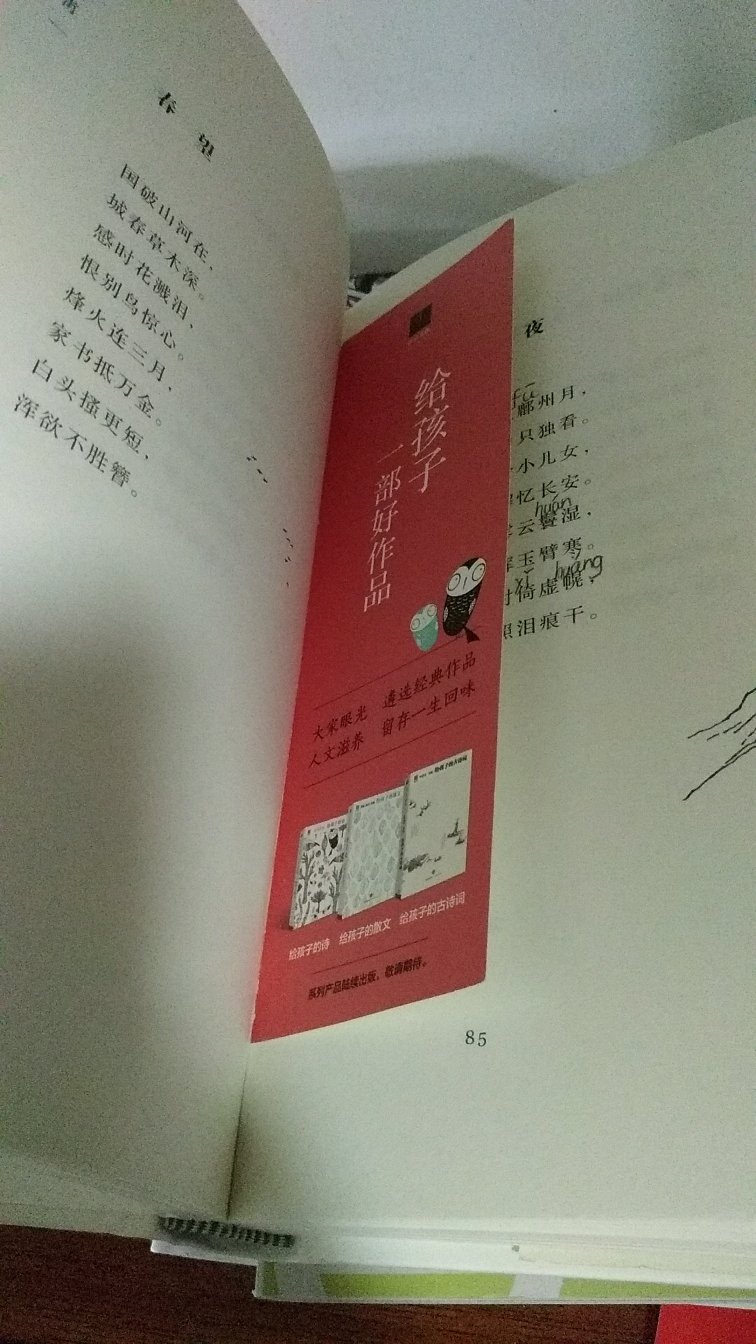 春 望
国破山河在，
城春草木深。
感时花溅泪，
恨别鸟惊心。
烽火连三月，
家书抵万金。
白头搔更短，
浑欲不胜簪。
给孩子
一部好作品
大家眼光 遴选经典作品
人文滋养 留存一生回味
给孩子的诗 给孩子的散文 给孩子的古诗词
系列产品陆续出版，敬请期待。
夜
fū
鄜州月，
只独看。
小儿女，
忆长安。
huán
云鬟湿，
玉臂寒。
huǎng
倚虚幌，
泪痕干。
85